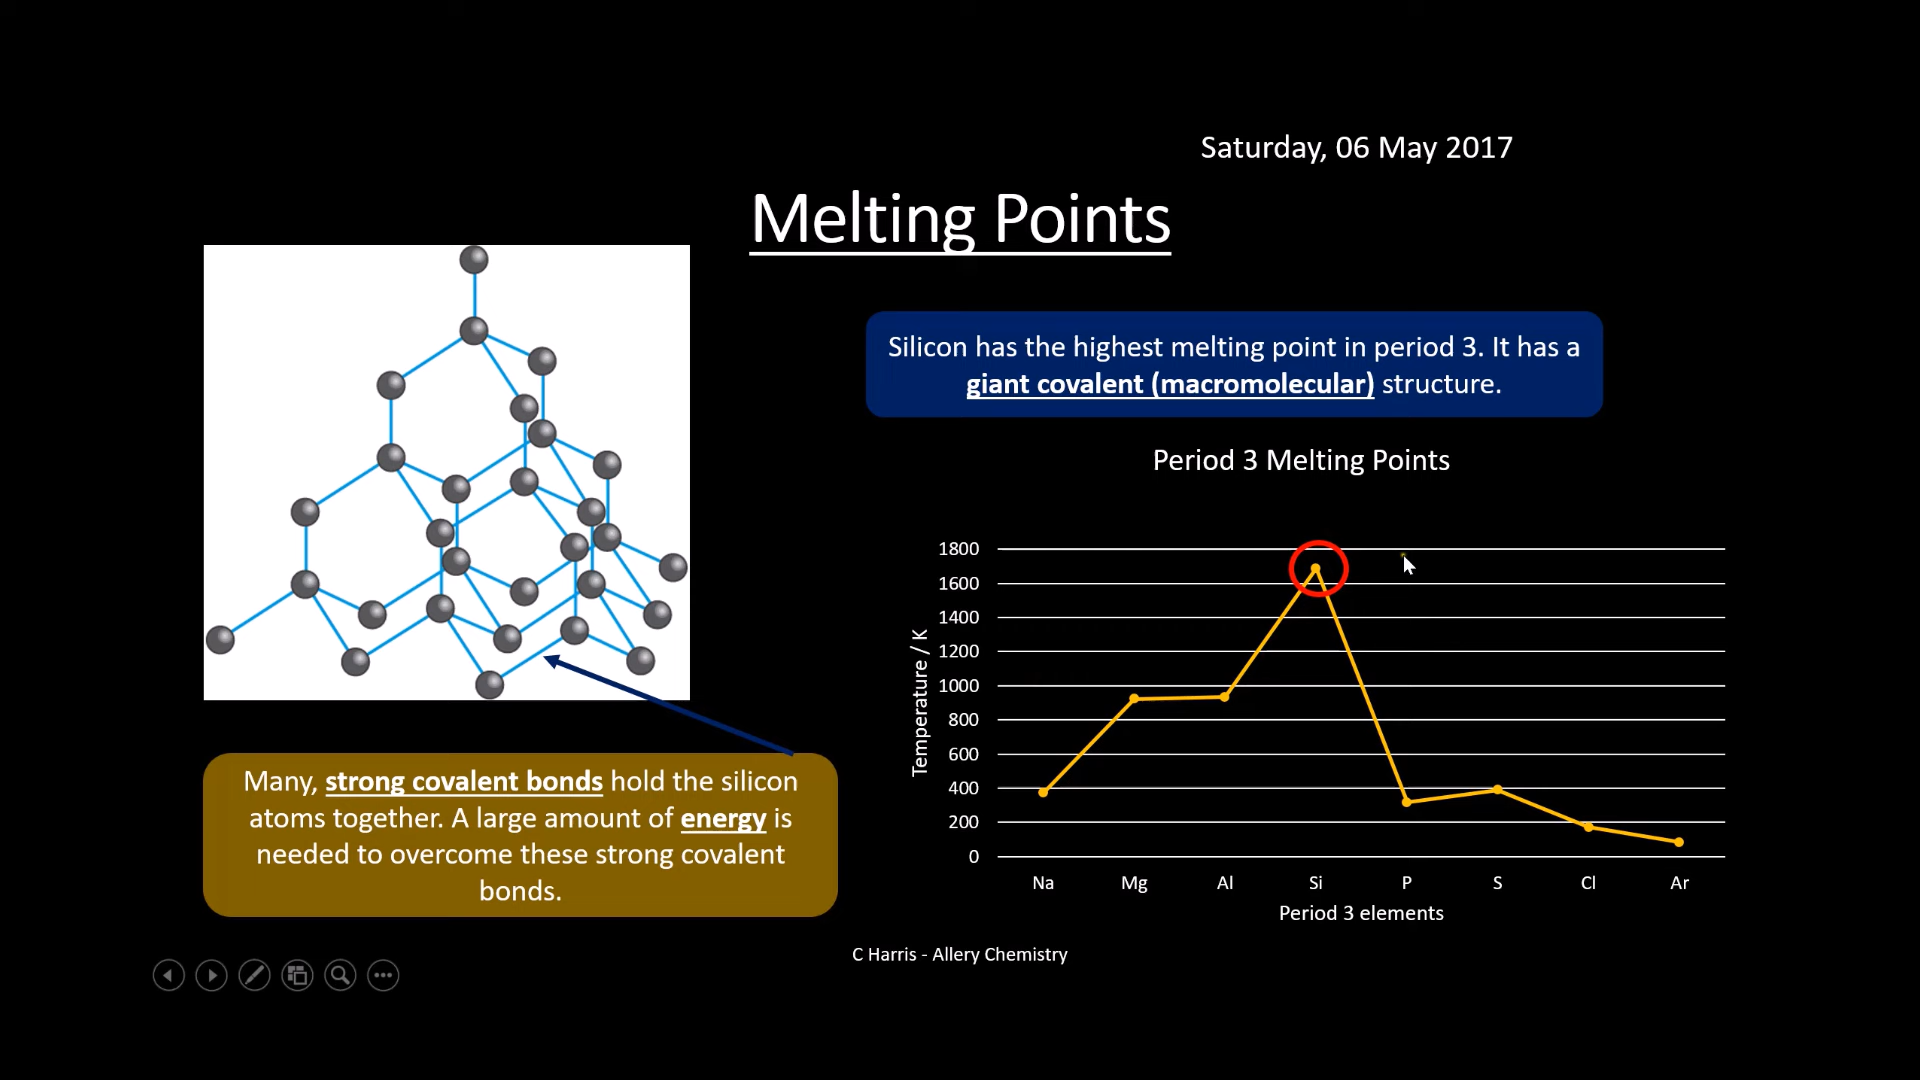 Saturday, 06 May 2017
Melting Points
Silicon has the highest melting point in period 3. It has a
giant covalent (macromolecular) structure.
Period 3 Melting Points
Temperature / K
1800
1600
1400
1200
1000
800
600
400
200
0
Na Mg Al Si P S Cl Ar
Period 3 elements
Many, strong covalent bonds hold the silicon
atoms together. A large amount of energy is
needed to overcome these strong covalent
bonds.
C Harris - Allery Chemistry